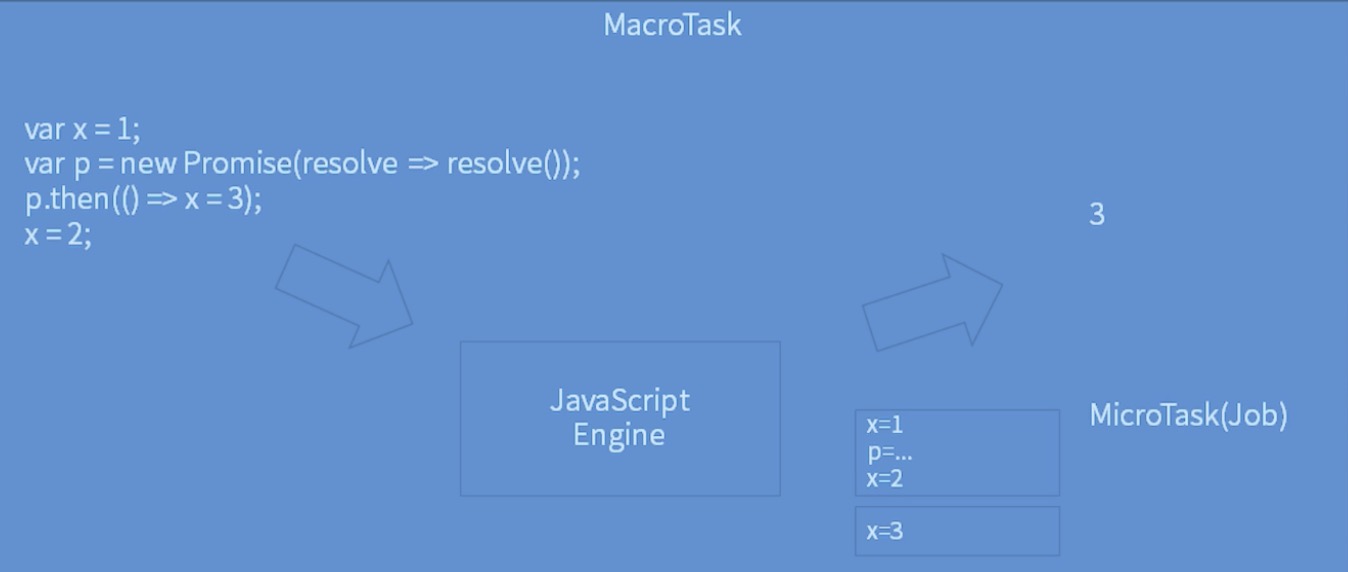 MacroTask
var x = 1;
var p = new Promise(resolve => resolve());
p.then(() => x = 3);
x = 2;
3
JavaScript
Engine
MicroTask(Job)
x=1
p=...
x=2
x=3